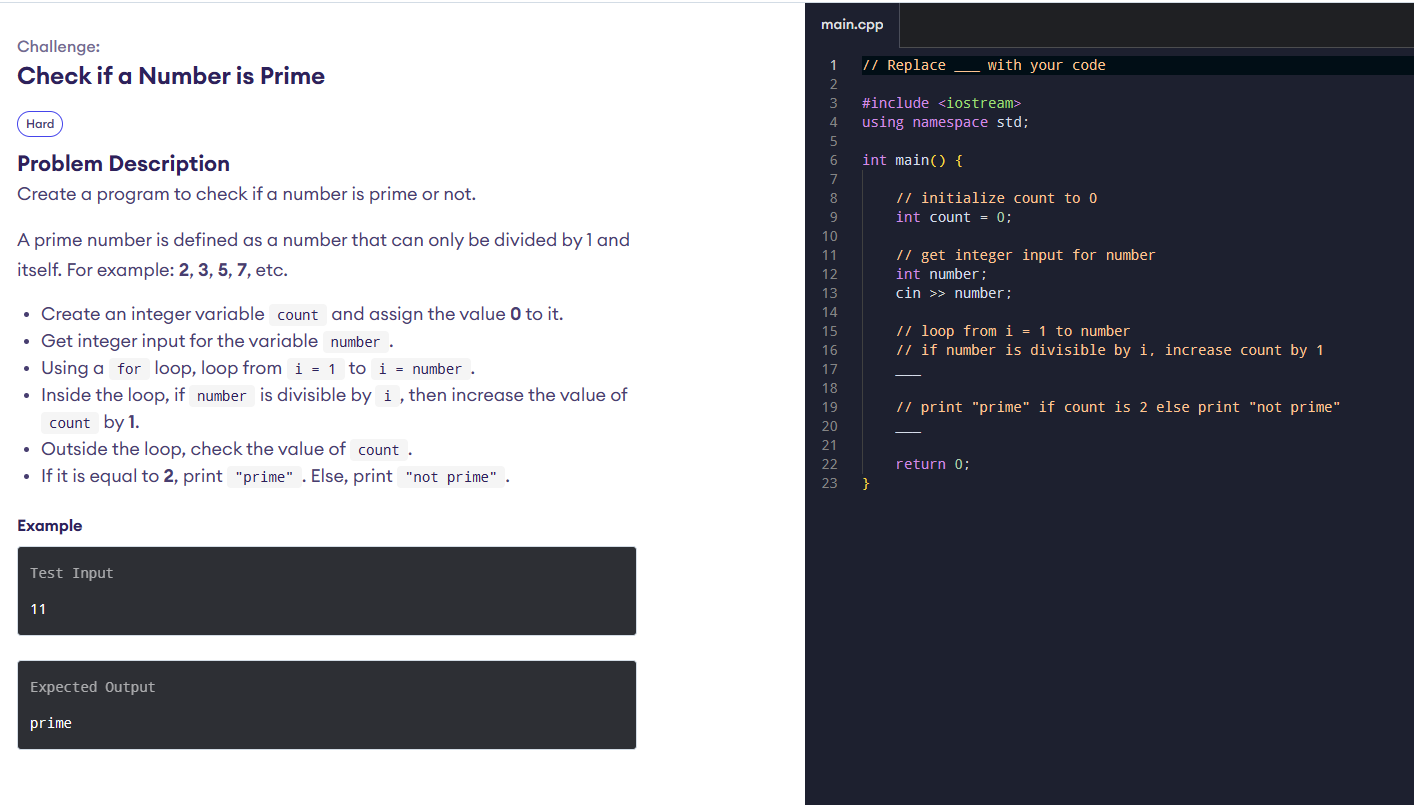 Challenge:
Check if a Number is Prime
Hard
Problem Description
Create a program to check if a number is prime or not.
A prime number is defined as a number that can only be divided by 1 and
itself. For example: 2, 3, 5, 7, etc.
• Create an integer variable count and assign the value 0 to it.
• Get integer input for the variable number.
• Using a for loop, loop from i = 1 to i = number.
• Inside the loop, if number is divisible by i, then increase the value of
count by 1.
• Outside the loop, check the value of count.
• If it is equal to 2, print "prime". Else, print "not prime".
Example
Test Input
11
Expected Output
prime
main.cpp
1 // Replace ___ with your code
2
3 #include <iostream>
4 using namespace std;
5
6 int main() {
7
8     // initialize count to 0
9     int count = 0;
10
11     // get integer input for number
12     int number;
13     cin >> number;
14
15     // loop from i = 1 to number
16     // if number is divisible by i, increase count by 1
17     ___
18
19     // print "prime" if count is 2 else print "not prime"
20     ___
21
22     return 0;
23 }